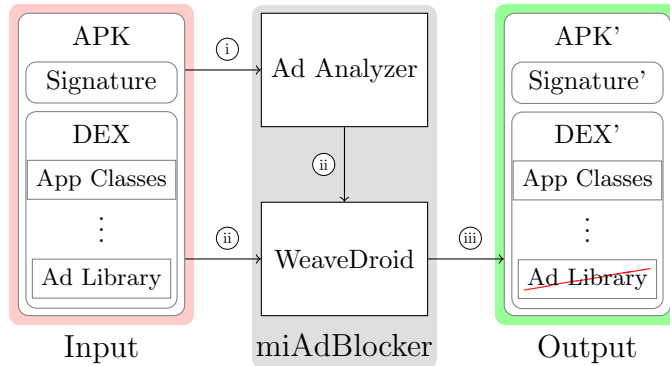 APK
Signature
DEX
App Classes
⋮
Ad Library
Input
i
ii
Ad Analyzer
ii
WeaveDroid
miAdBlocker
iii
APK'
Signature'
DEX'
App Classes
⋮
Ad Library
Output